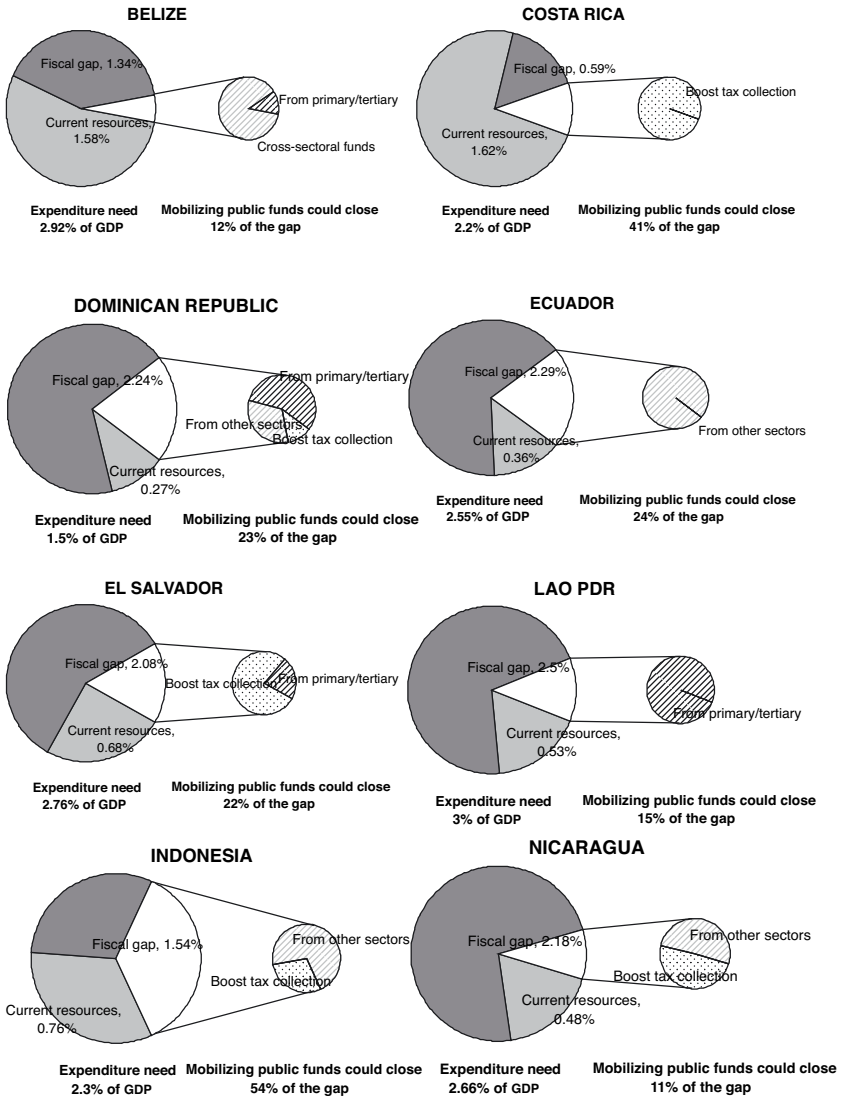 BELIZE
Fiscal gap, 1.34%
From primary/tertiary
Current resources,
1.58%
Cross-sectoral funds
Expenditure need
2.92% of GDP
Mobilizing public funds could close
12% of the gap
COSTA RICA
Fiscal gap, 0.59%
Boost tax collection
Current resources,
1.62%
Expenditure need
2.2% of GDP
Mobilizing public funds could close
41% of the gap
DOMINICAN REPUBLIC
From primary/tertiary
Fiscal gap, 2.24%
From other sectors
Boost tax collection
Current resources,
0.27%
Expenditure need
1.5% of GDP
Mobilizing public funds could close
23% of the gap
ECUADOR
Fiscal gap, 2.29%
From other sectors
Current resources,
0.36%
Expenditure need
2.55% of GDP
Mobilizing public funds could close
24% of the gap
EL SALVADOR
Fiscal gap, 2.08%
From primary/tertiary
Boost tax collection
Current resources,
0.68%
Expenditure need
2.76% of GDP
Mobilizing public funds could close
22% of the gap
LAO PDR
Fiscal gap, 2.5%
From primary/tertiary
Current resources,
0.53%
Expenditure need
3% of GDP
Mobilizing public funds could close
15% of the gap
INDONESIA
From other sectors
Fiscal gap, 1.54%
Boost tax collection
Current resources,
0.76%
Expenditure need
2.3% of GDP
Mobilizing public funds could close
54% of the gap
NICARAGUA
From other sectors
Fiscal gap, 2.18%
Boost tax collection
Current resources,
0.48%
Expenditure need
2.66% of GDP
Mobilizing public funds could close
11% of the gap